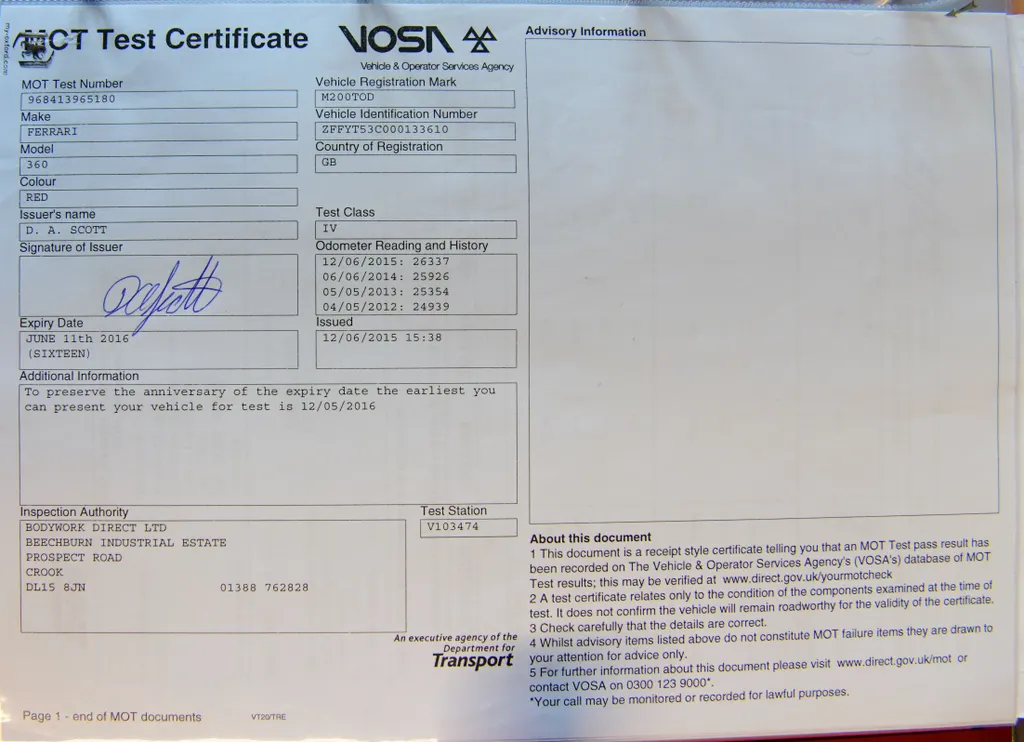 MOT Test Certificate
VOSA
Vehicle & Operator Services Agency
MOT Test Number
968413965180
Vehicle Registration Mark
M200TOD
Make
FERRARI
Vehicle Identification Number
ZFFYT53C000133610
Model
360
Country of Registration
GB
Colour
RED
Issuer's name
D. A. SCOTT
Test Class
IV
Signature of Issuer
DAScott
Odometer Reading and History
12/06/2015: 26337
06/06/2014: 25926
05/05/2013: 25354
04/05/2012: 24939
Expiry Date
JUNE 11th 2016
(SIXTEEN)
Issued
12/06/2015 15:38
Additional Information
To preserve the anniversary of the expiry date the earliest you
can present your vehicle for test is 12/05/2016
Inspection Authority
BODYWORK DIRECT LTD
BEECHBURN INDUSTRIAL ESTATE
PROSPECT ROAD
CROOK
DL15 8JN 01388 762828
Test Station
V103474
An executive agency of the
Department for
Transport
Page 1 - end of MOT documents
VT20/TRE
Advisory Information
About this document
1 This document is a receipt style certificate telling you that an MOT Test pass result has
been recorded on The Vehicle & Operator Services Agency's (VOSA's) database of MOT
Test results; this may be verified at www.direct.gov.uk/yourmotcheck
2 A test certificate relates only to the condition of the components examined at the time of
test. It does not confirm the vehicle will remain roadworthy for the validity of the certificate.
3 Check carefully that the details are correct.
4 Whilst advisory items listed above do not constitute MOT failure items they are drawn to
your attention for advice only.
5 For further information about this document please visit www.direct.gov.uk/mot or
contact VOSA on 0300 123 9000*.
*Your call may be monitored or recorded for lawful purposes.